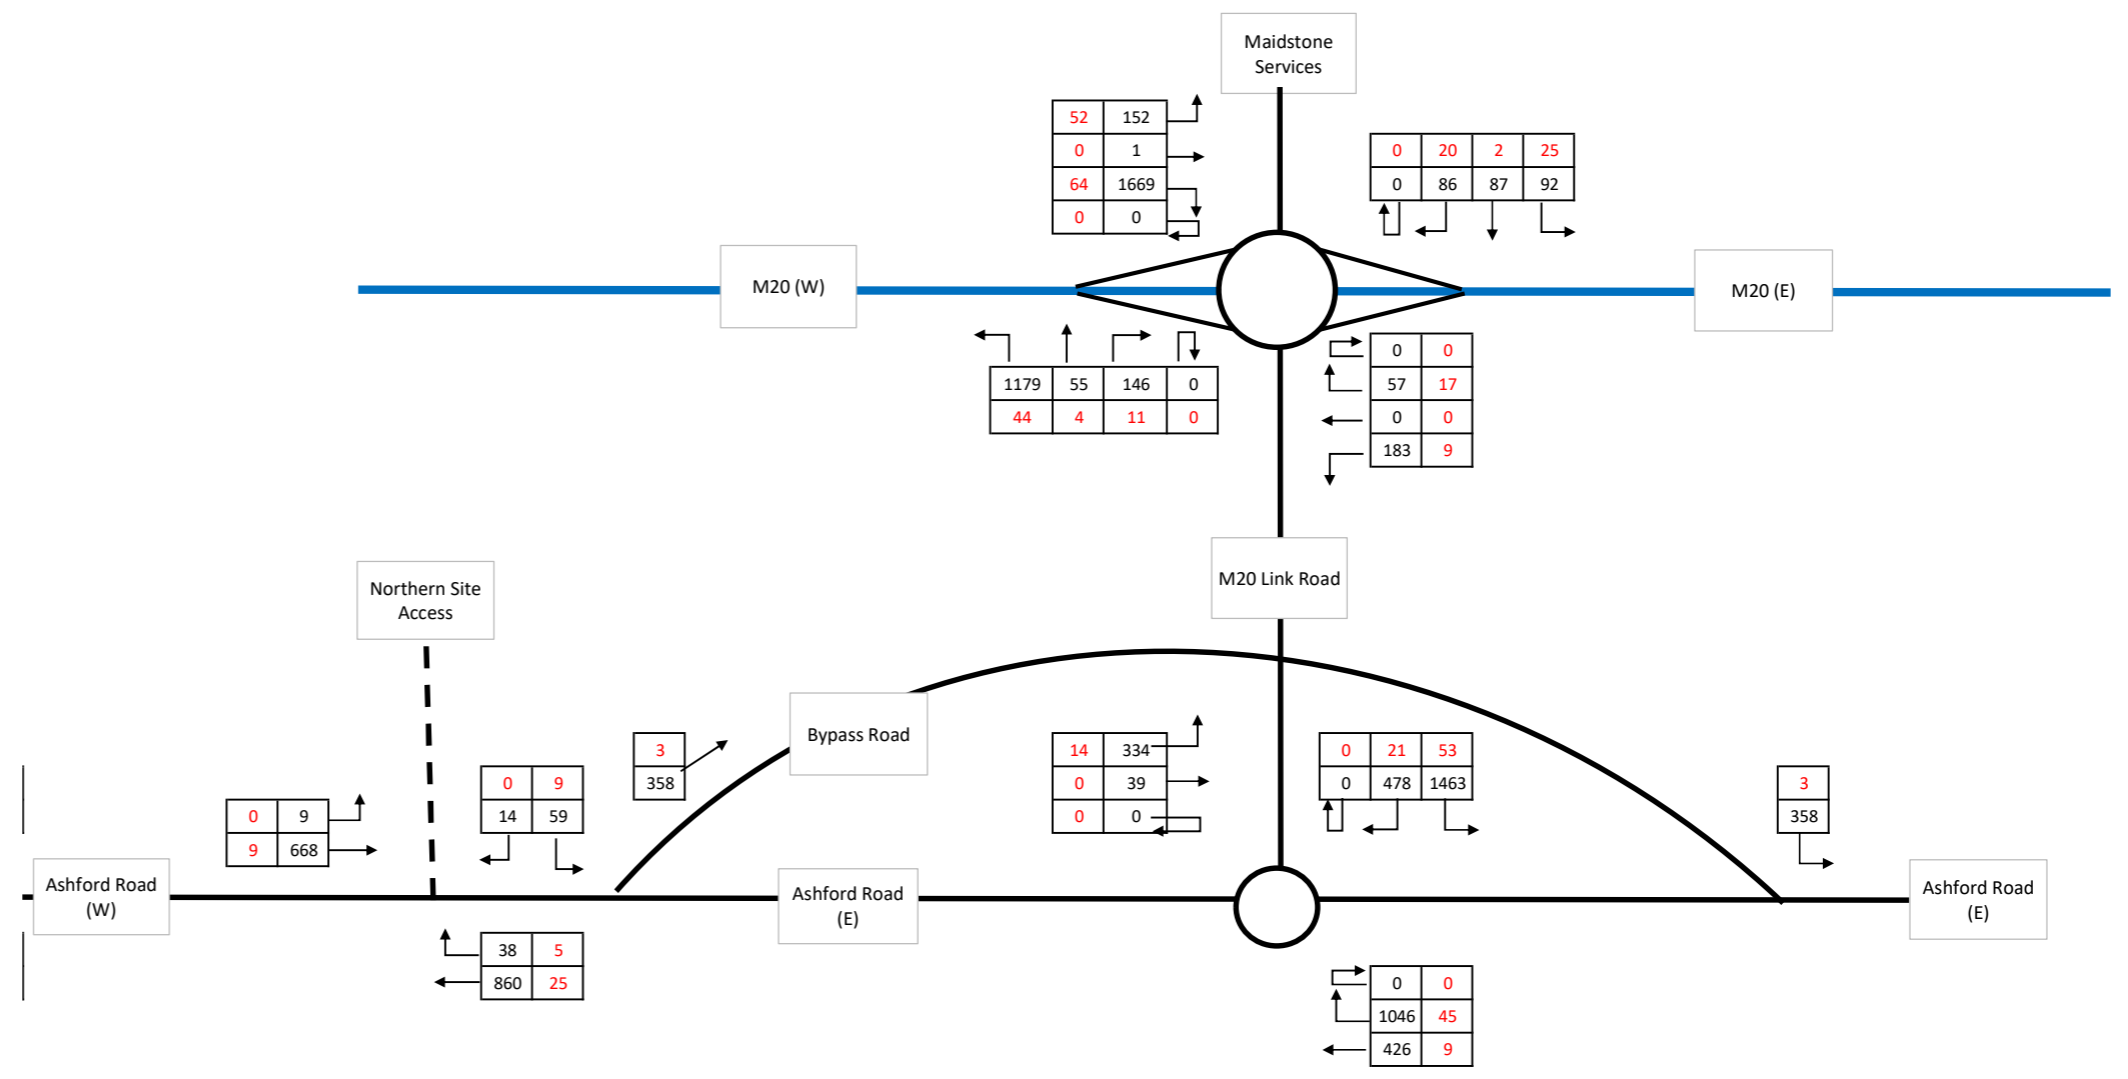 Maidstone
Services
52 152
0 1
64 1669
0 0
0 20 2 25
0 86 87 92
M20 (W)
M20 (E)
1179 55 146 0
44 4 11 0
0 0
57 17
0 0
183 9
M20 Link Road
Northern Site
Access
Bypass Road
0 9
9 668
0 9
14 59
3
358
14 334
0 39
0 0
0 21 53
0 478 1463
3
358
Ashford Road
(W)
Ashford Road
(E)
Ashford Road
(E)
38 5
860 25
0 0
1046 45
426 9